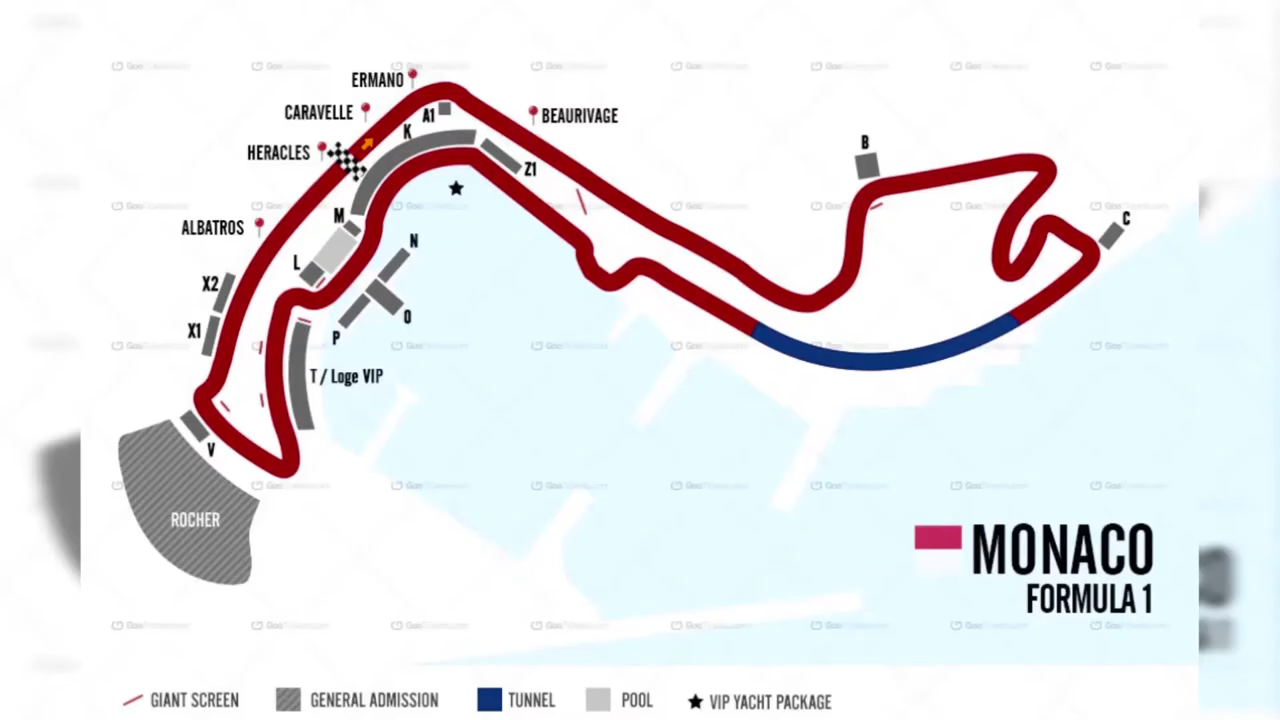 ERMANO
CARAVELLE
A1
BEAURIVAGE
K
HERACLES
B
Z1
M
C
ALBATROS
N
L
X2
O
X1
P
T / Loge VIP
V
ROCHER
MONACO
FORMULA 1
GIANT SCREEN
GENERAL ADMISSION
TUNNEL
POOL
VIP YACHT PACKAGE